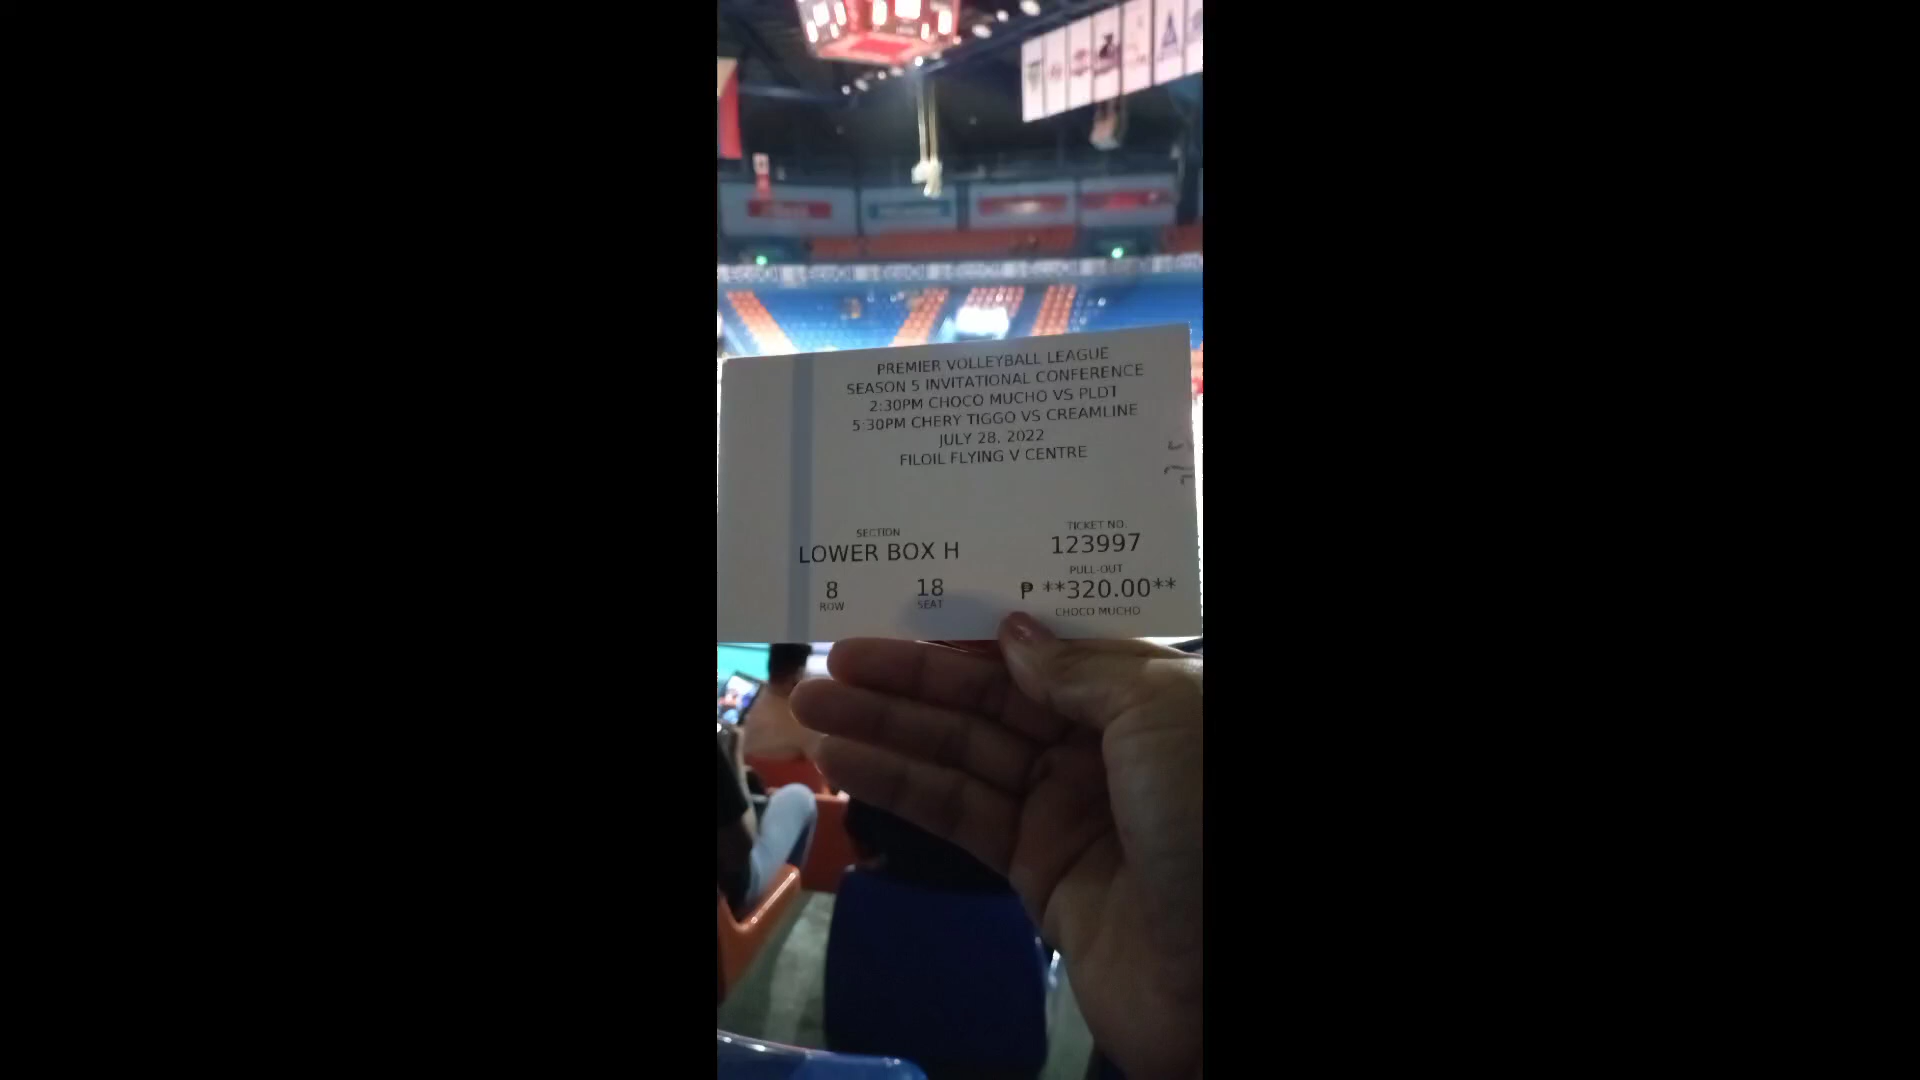 PREMIER VOLLEYBALL LEAGUE
SEASON 5 INVITATIONAL CONFERENCE
2:30PM CHOCO MUCHO VS PLDT
5:30PM CHERY TIGGO VS CREAMLINE
JULY 28, 2022
FILOIL FLYING V CENTRE
SECTION
LOWER BOX H
8 18
ROW SEAT
TICKET NO.
123997
PULL-OUT
₱ **320.00**
CHOCO MUCHO